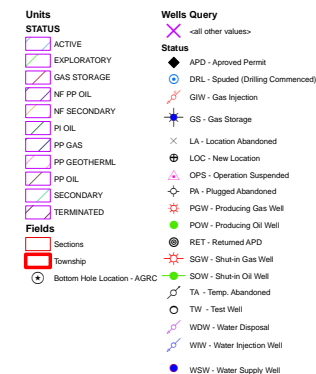 Units
STATUS
ACTIVE
EXPLORATORY
GAS STORAGE
NF PP OIL
NF SECONDARY
PI OIL
PP GAS
PP GEOTHERML
PP OIL
SECONDARY
TERMINATED
Fields
Sections
Township
Bottom Hole Location - AGRC
Wells Query
<all other values>
Status
APD - Aproved Permit
DRL - Spuded (Drilling Commenced)
GIW - Gas Injection
GS - Gas Storage
LA - Location Abandoned
LOC - New Location
OPS - Operation Suspended
PA - Plugged Abandoned
PGW - Producing Gas Well
POW - Producing Oil Well
RET - Returned APD
SGW - Shut-in Gas Well
SOW - Shut-in Oil Well
TA - Temp. Abandoned
TW - Test Well
WDW - Water Disposal
WIW - Water Injection Well
WSW - Water Supply Well